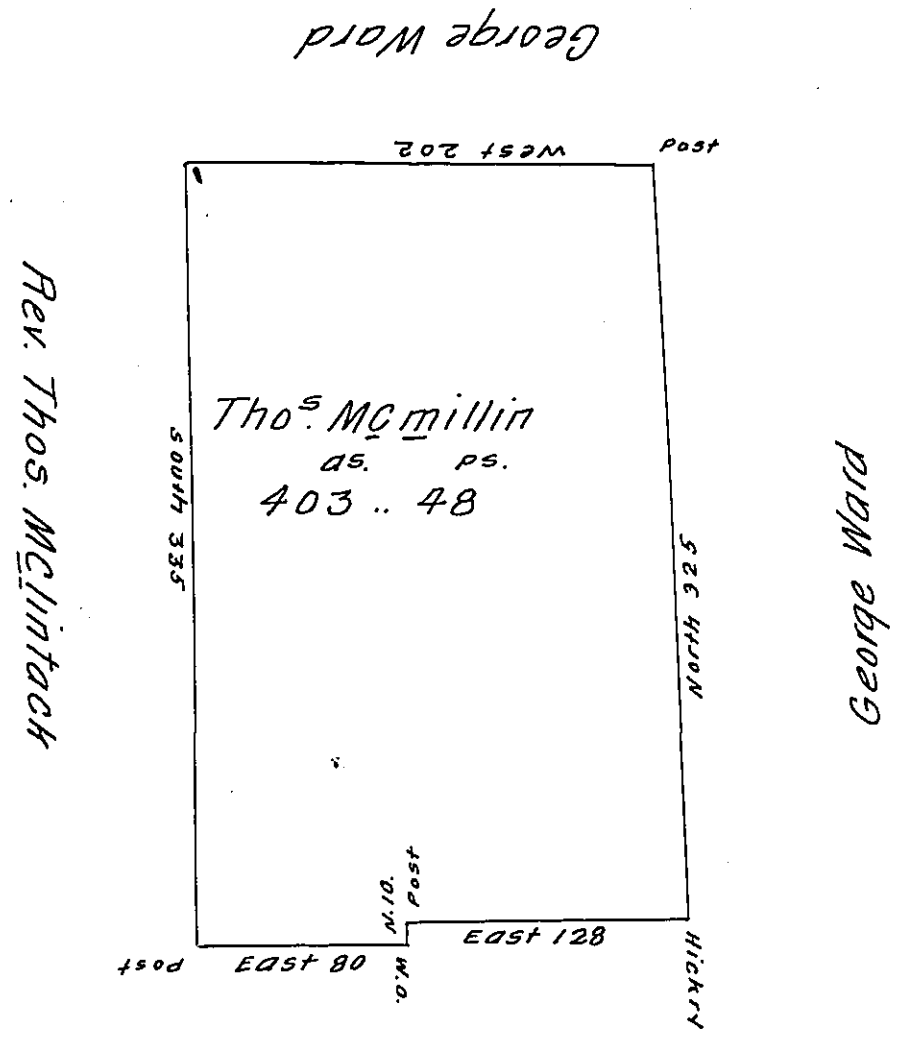 George Ward
West 202
Post
Rev. Thos. McClintack
South 335
Thos. McMillin
as. ps.
403 .. 48
North 325
George Ward
N.10.
Post
East 128
East 80
Post
W.O.
Hickry